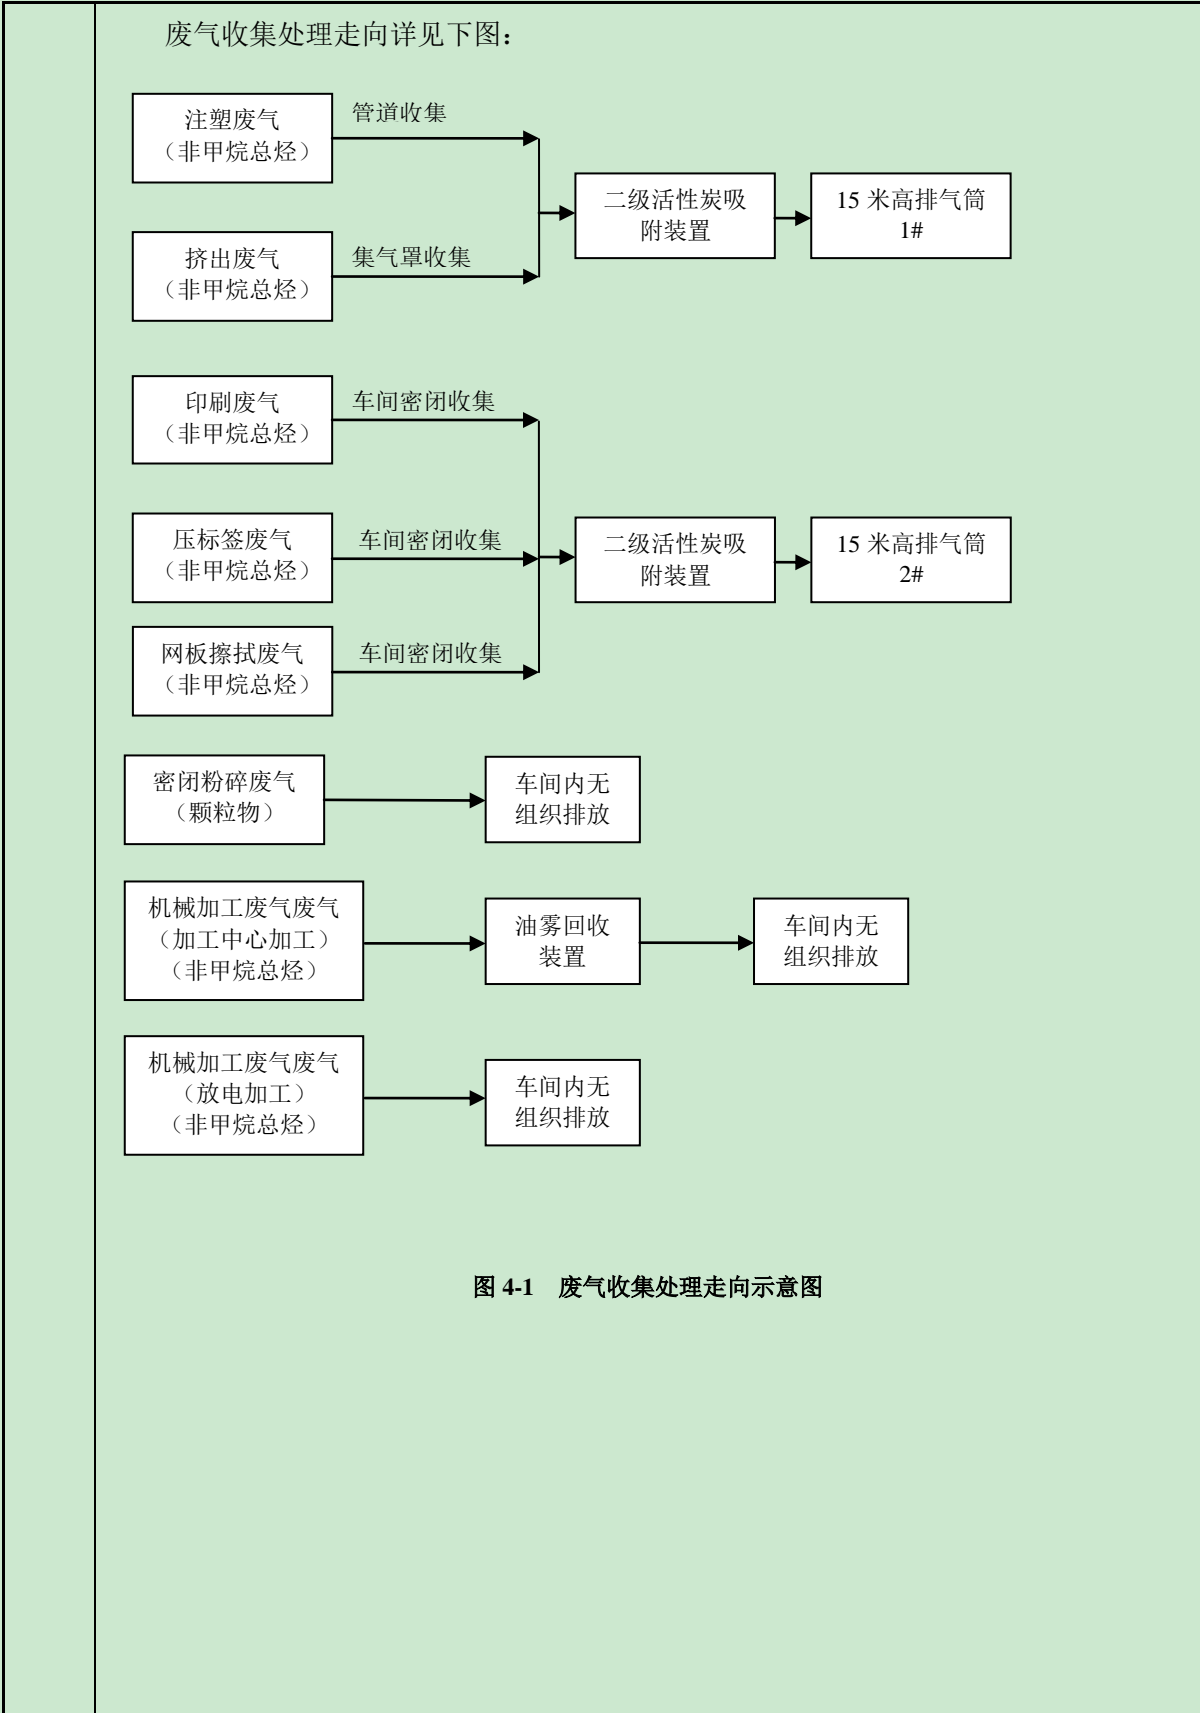 废气收集处理走向详见下图：
注塑废气
（非甲烷总烃）
管道收集
挤出废气
（非甲烷总烃）
集气罩收集
二级活性炭吸
附装置
15 米高排气筒
1#
印刷废气
（非甲烷总烃）
车间密闭收集
压标签废气
（非甲烷总烃）
车间密闭收集
网板擦拭废气
（非甲烷总烃）
车间密闭收集
二级活性炭吸
附装置
15 米高排气筒
2#
密闭粉碎废气
（颗粒物）
车间内无
组织排放
机械加工废气废气
（加工中心加工）
（非甲烷总烃）
油雾回收
装置
车间内无
组织排放
机械加工废气废气
（放电加工）
（非甲烷总烃）
车间内无
组织排放
图 4-1 废气收集处理走向示意图